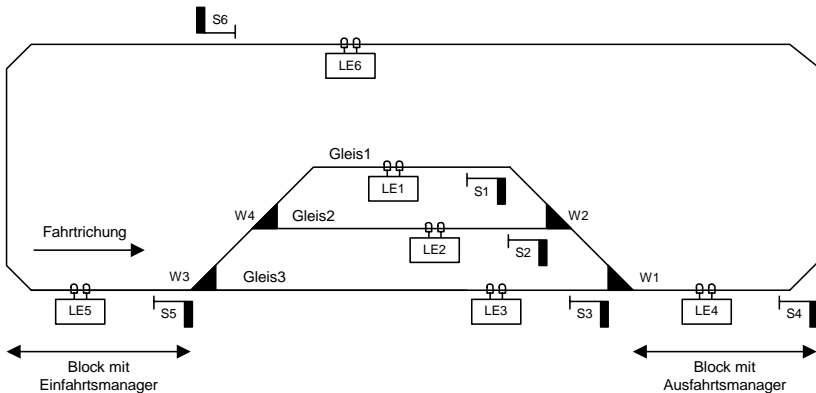 S6
LE6
Gleis1
LE1
S1
W4
Gleis2
W2
Fahrtrichung
LE2
S2
W3
Gleis3
W1
LE5
S5
LE3
S3
LE4
S4
Block mit
Einfahrtsmanager
Block mit
Ausfahrtsmanager